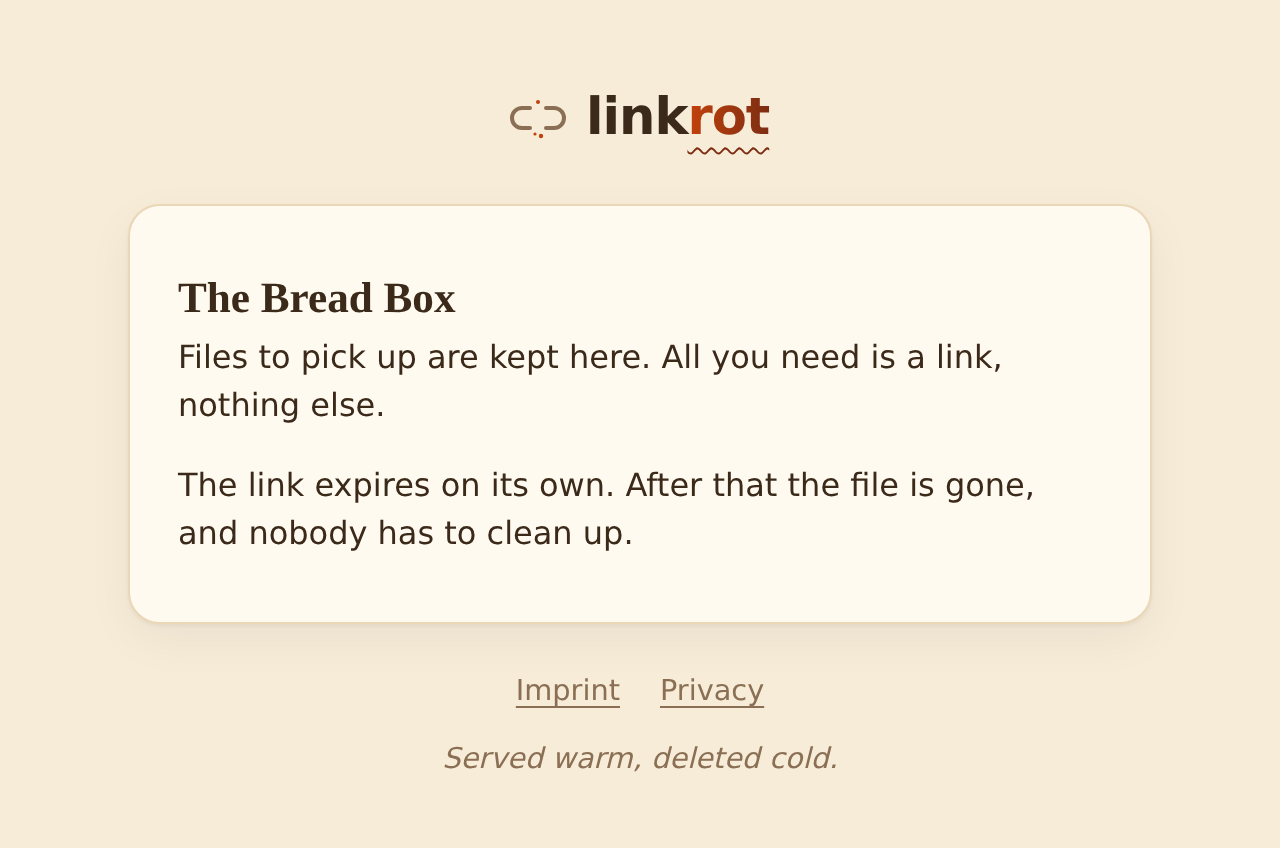 linkrot
The Bread Box
Files to pick up are kept here. All you need is a link,
nothing else.
The link expires on its own. After that the file is gone,
and nobody has to clean up.
Imprint Privacy
Served warm, deleted cold.